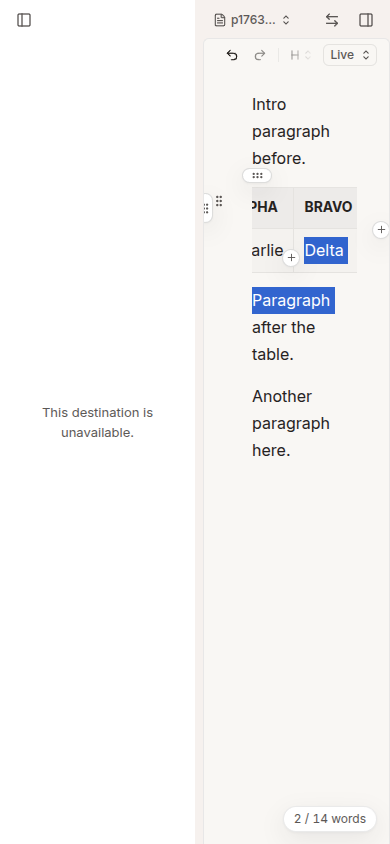 p1763...
Live
Intro
paragraph
before.
PHA BRAVO
arlie Delta
Paragraph
after the
table.
Another
paragraph
here.
This destination is
unavailable.
2 / 14 words